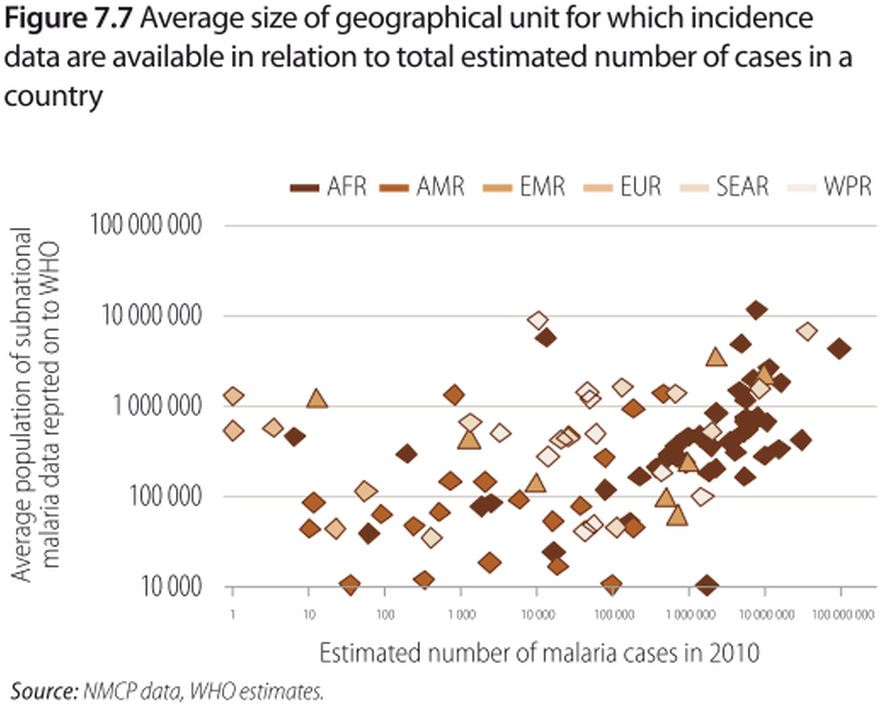 Figure 7.7 Average size of geographical unit for which incidence
data are available in relation to total estimated number of cases in a
country
AFR AMR EMR EUR SEAR WPR
Average population of subnational
malaria data reprted on to WHO
100 000 000
10 000 000
1 000 000
100 000
10 000
1 10 100 1 000 10 000 100 000 1 000 000 10 000 000 100 000 000
Estimated number of malaria cases in 2010
Source: NMCP data, WHO estimates.